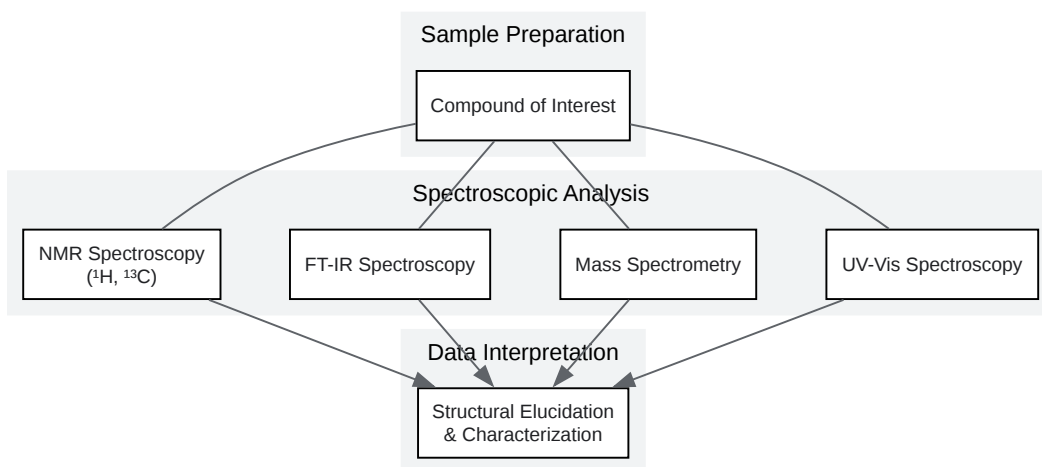 Sample Preparation
Compound of Interest
Spectroscopic Analysis
NMR Spectroscopy
(¹H, ¹³C)
FT-IR Spectroscopy
Mass Spectrometry
UV-Vis Spectroscopy
Data Interpretation
Structural Elucidation
& Characterization